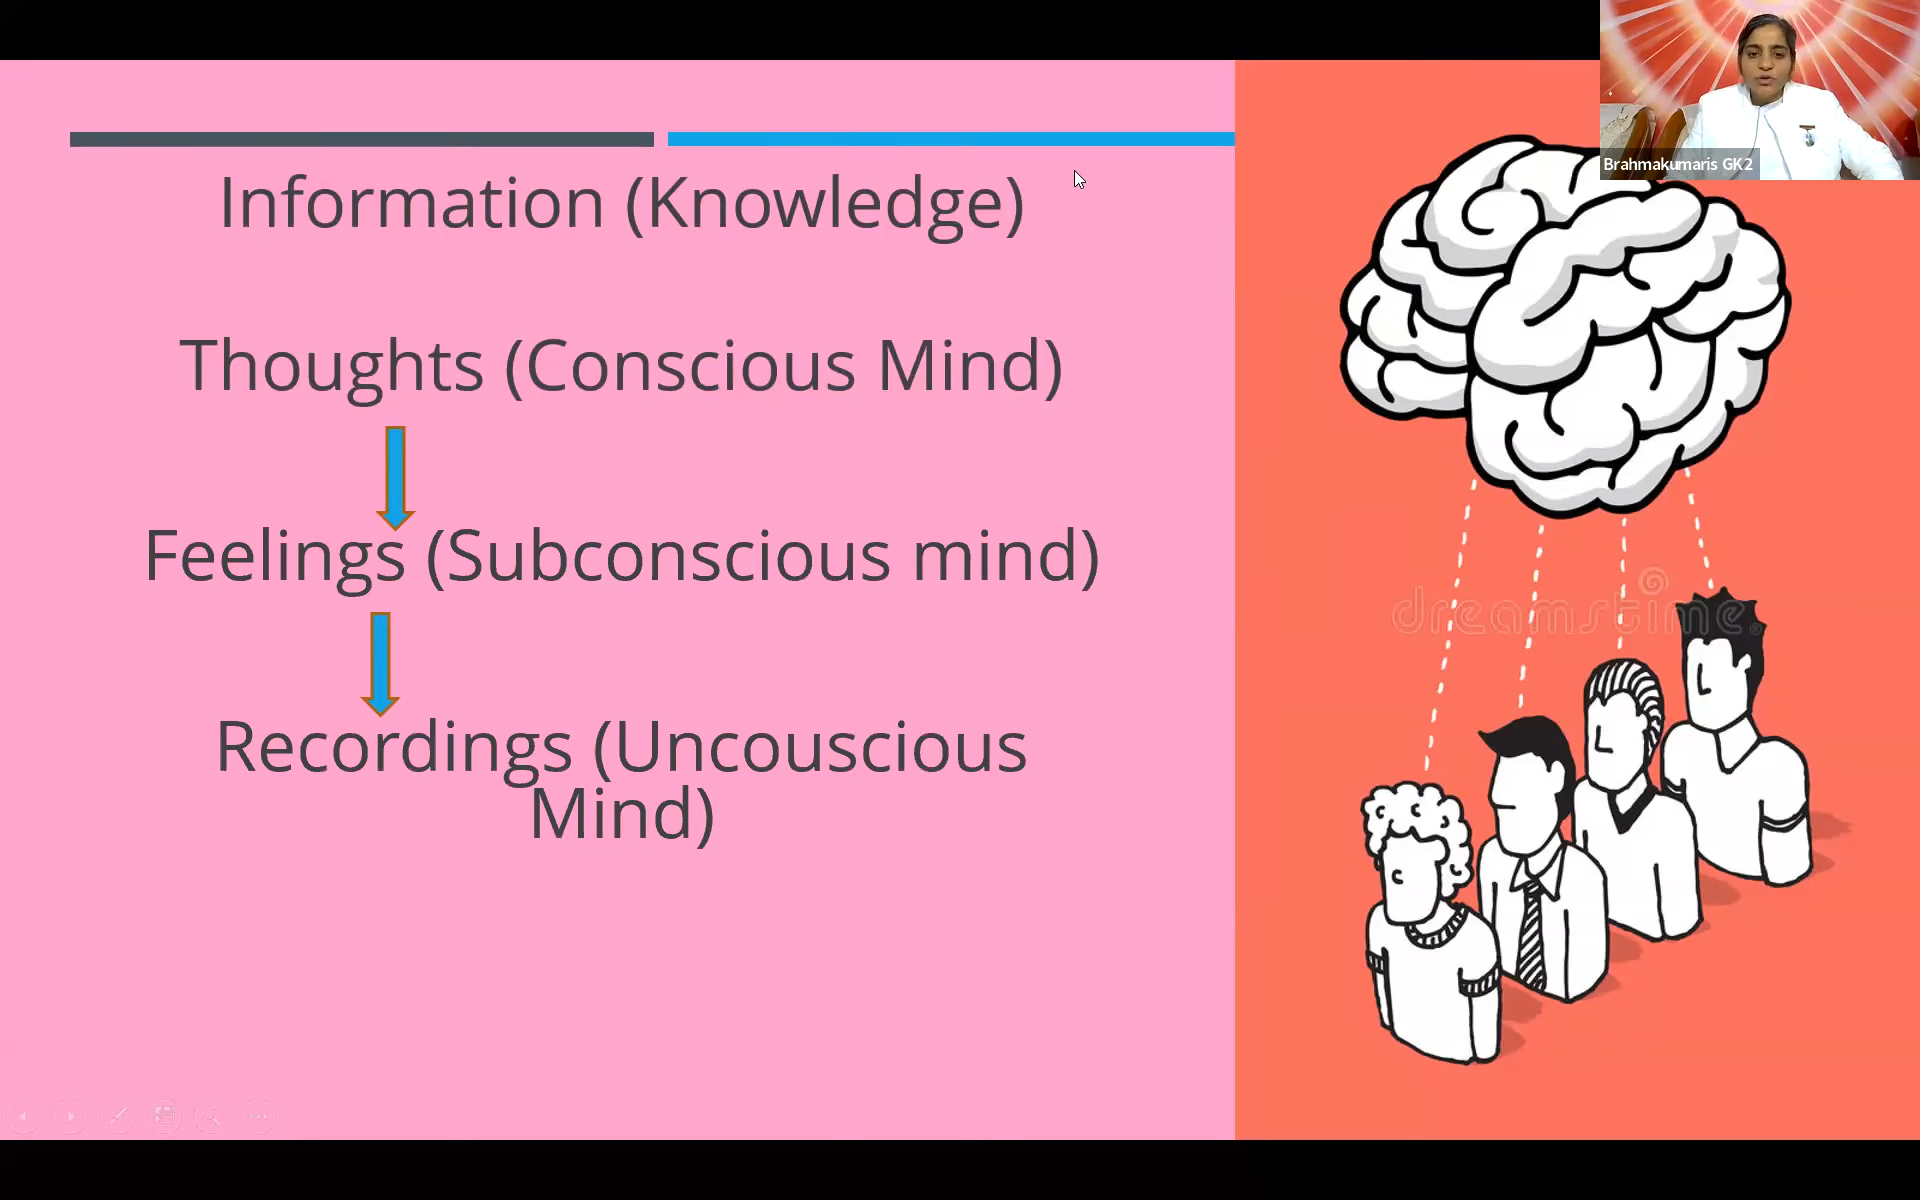 Brahmakumaris GK2
Information (Knowledge)
Thoughts (Conscious Mind)
Feelings (Subconscious mind)
Recordings (Uncouscious
Mind)
dreamstime